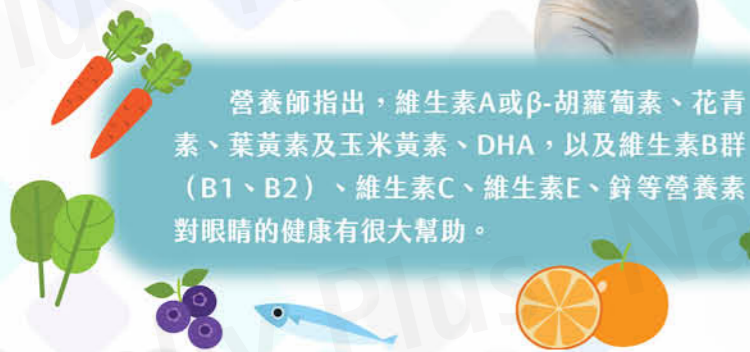 營養師指出，維生素A或β-胡蘿蔔素、花青
素、葉黃素及玉米黃素、DHA，以及維生素B群
（B1、B2）、維生素C、維生素E、鋅等營養素
對眼睛的健康有很大幫助。